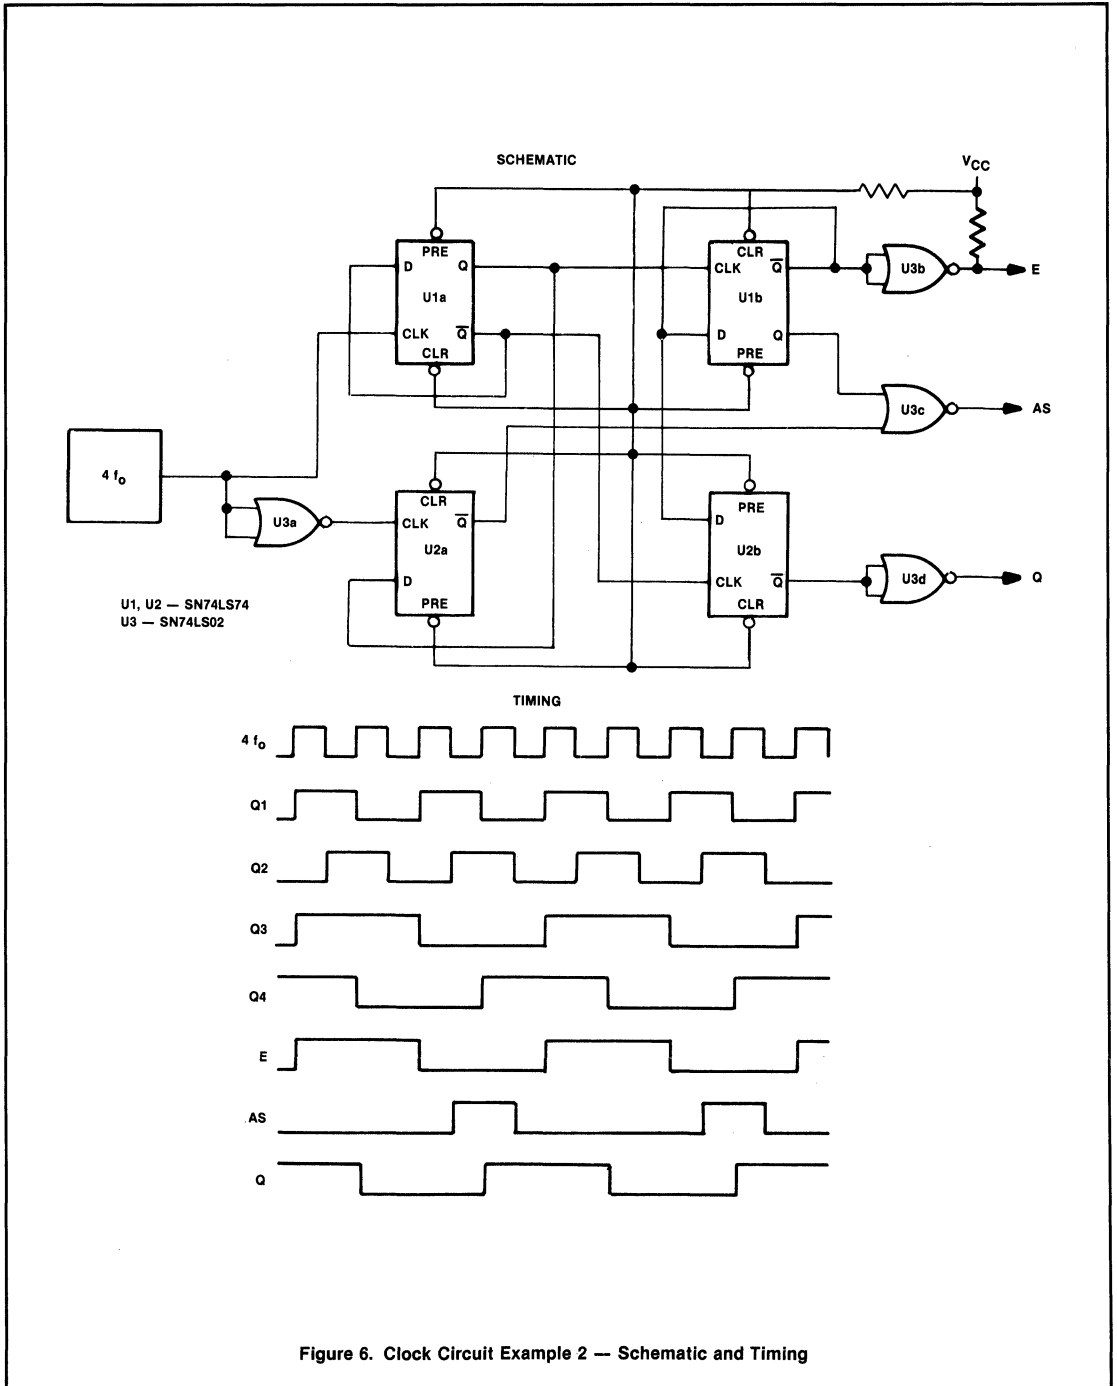 SCHEMATIC
VCC
PRE
D Q
U1a
CLK Q̅
CLR
CLR
CLK Q̅
U1b
D Q
PRE
U3b
E
U3c
AS
4 fo
U3a
CLR
CLK Q̅
U2a
D
PRE
PRE
D
U2b
CLK Q̅
CLR
U3d
Q
U1, U2 — SN74LS74
U3 — SN74LS02
TIMING
4 fo
Q1
Q2
Q3
Q4
E
AS
Q
Figure 6. Clock Circuit Example 2 — Schematic and Timing